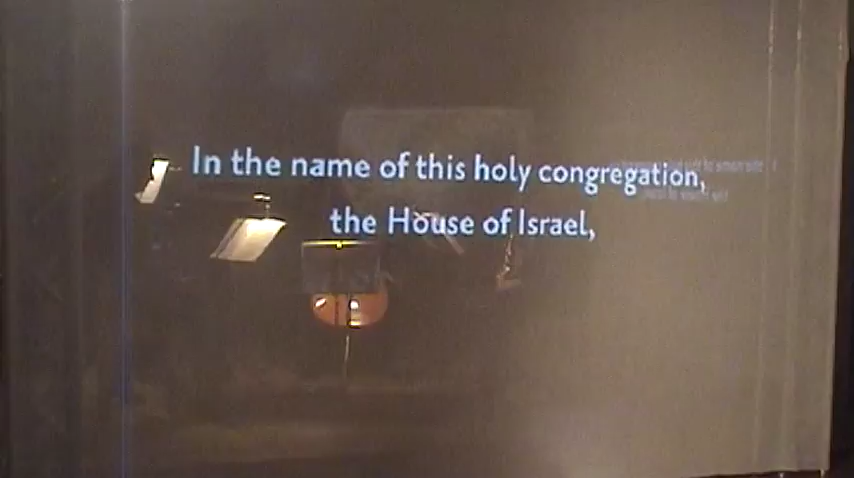 In the name of this holy congregation,
the House of Israel,